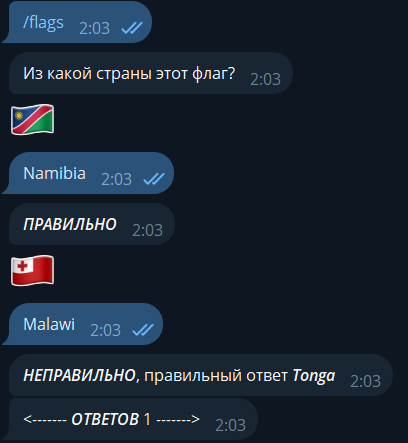 /flags 2:03
Из какой страны этот флаг? 2:03
Namibia 2:03
ПРАВИЛЬНО 2:03
Malawi 2:03
НЕПРАВИЛЬНО, правильный ответ Tonga 2:03
<------- ОТВЕТОВ 1 -------> 2:03